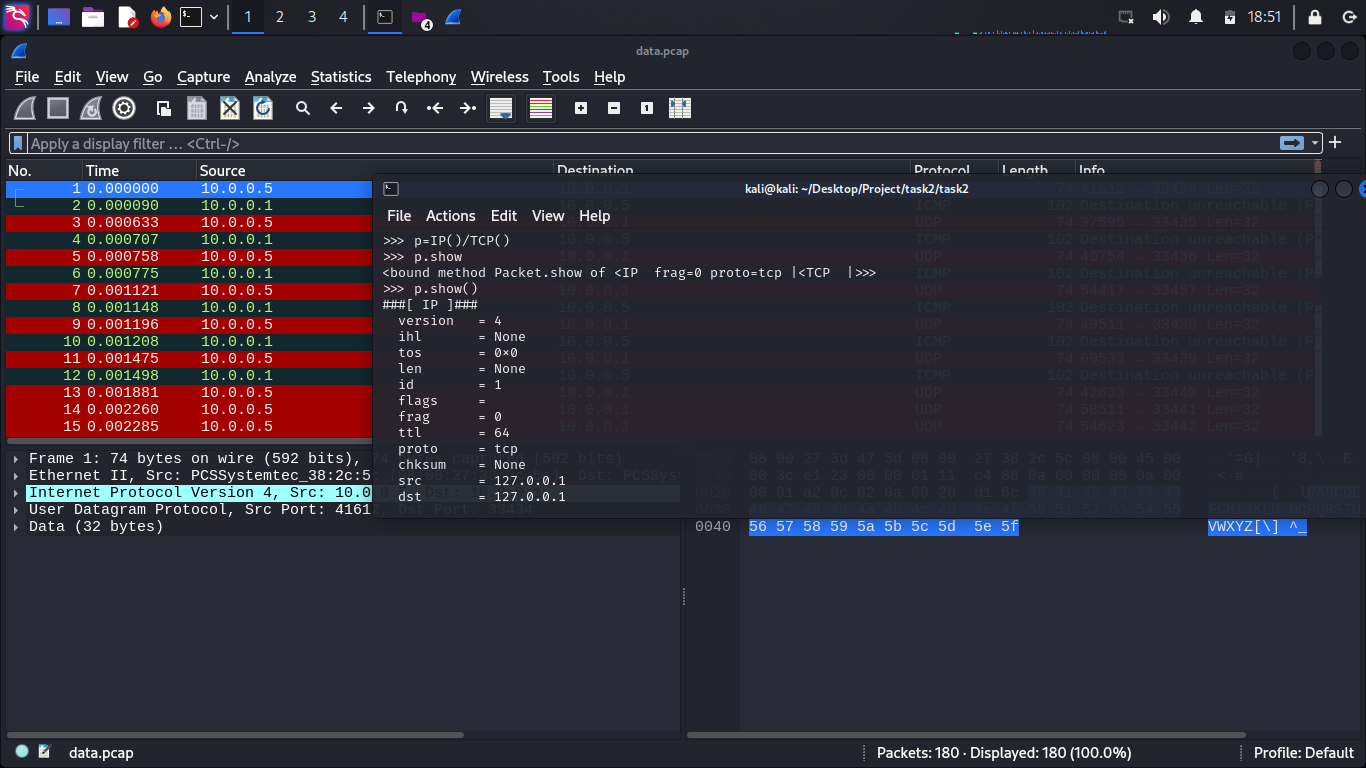 1 2 3 4 4 18:51
data.pcap
File Edit View Go Capture Analyze Statistics Telephony Wireless Tools Help
Apply a display filter … <Ctrl-/>
No. Time Source Destination Protocol Length Info
1 0.000000 10.0.0.5
2 0.000090 10.0.0.1
3 0.000633 10.0.0.5
4 0.000707 10.0.0.1
5 0.000758 10.0.0.5
6 0.000775 10.0.0.1
7 0.001121 10.0.0.5
8 0.001148 10.0.0.1
9 0.001196 10.0.0.5
10 0.001208 10.0.0.1
11 0.001475 10.0.0.5
12 0.001498 10.0.0.1
13 0.001881 10.0.0.5
14 0.002260 10.0.0.5
15 0.002285 10.0.0.5
kali@kali: ~/Desktop/Project/task2/task2
File Actions Edit View Help
>>> p=IP()/TCP()
>>> p.show
<bound method Packet.show of <IP  frag=0 proto=tcp |<TCP  |>>>
>>> p.show()
###[ IP ]###
version = 4
ihl = None
tos = 0×0
len = None
id = 1
flags =
frag = 0
ttl = 64
proto = tcp
chksum = None
src = 127.0.0.1
dst = 127.0.0.1
Frame 1: 74 bytes on wire (592 bits),
Ethernet II, Src: PCSSystemtec_38:2c:5
Internet Protocol Version 4, Src: 10.0
User Datagram Protocol, Src Port: 4161
Data (32 bytes)
0040 56 57 58 59 5a 5b 5c 5d 5e 5f VWXYZ[\] ^_
data.pcap Packets: 180 · Displayed: 180 (100.0%) Profile: Default